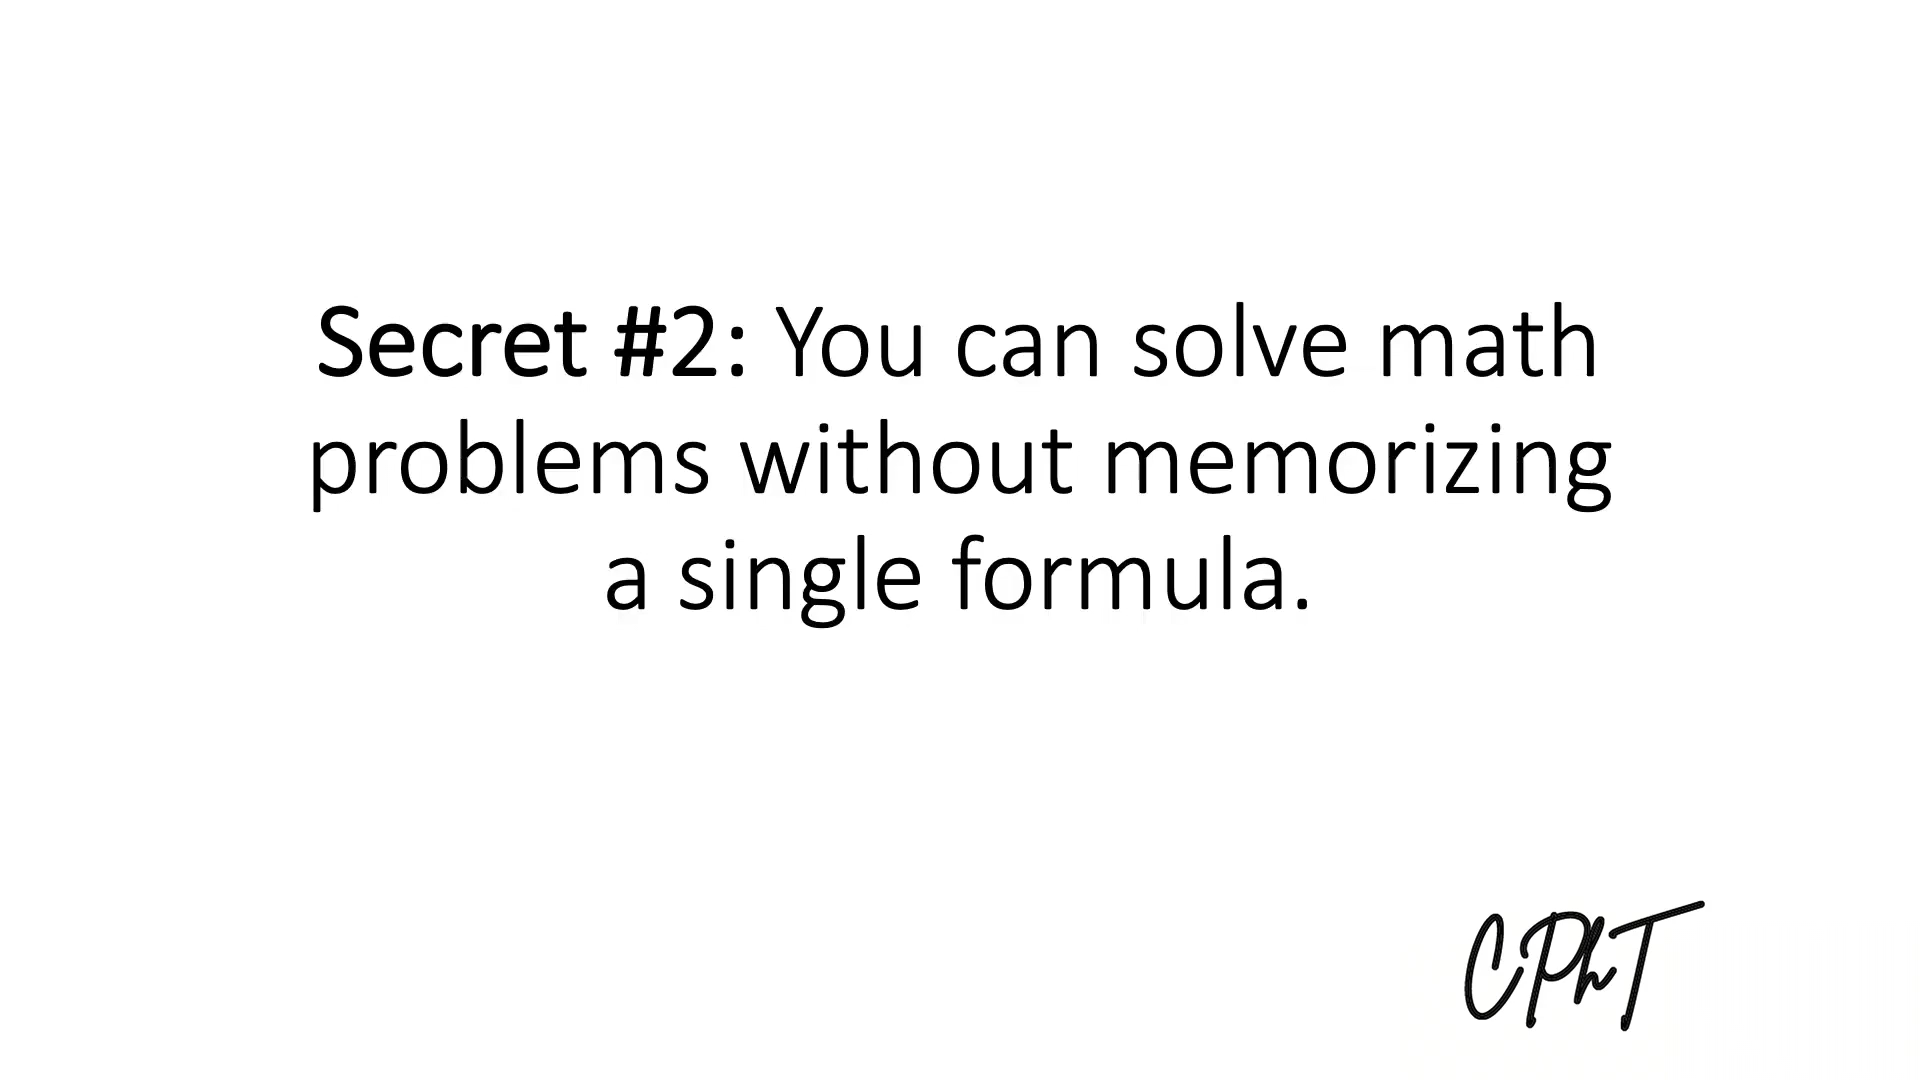 Secret #2: You can solve math
problems without memorizing
a single formula.
CPhT